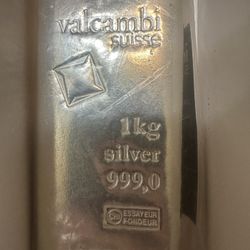 valcambi
suisse
1kg
silver
999,0
ESSAYEUR
FONDEUR